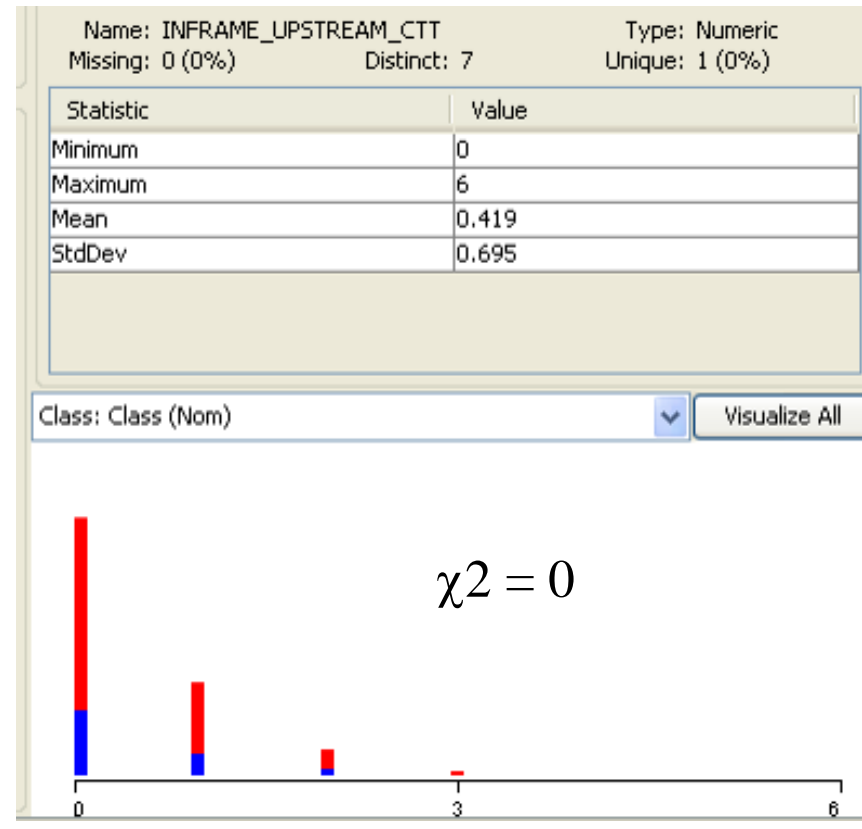 Name: INFRAME_UPSTREAM_CTT Type: Numeric
Missing: 0 (0%) Distinct: 7 Unique: 1 (0%)
Statistic Value
Minimum 0
Maximum 6
Mean 0.419
StdDev 0.695
Class: Class (Nom) Visualize All
χ2 = 0
0 3 6